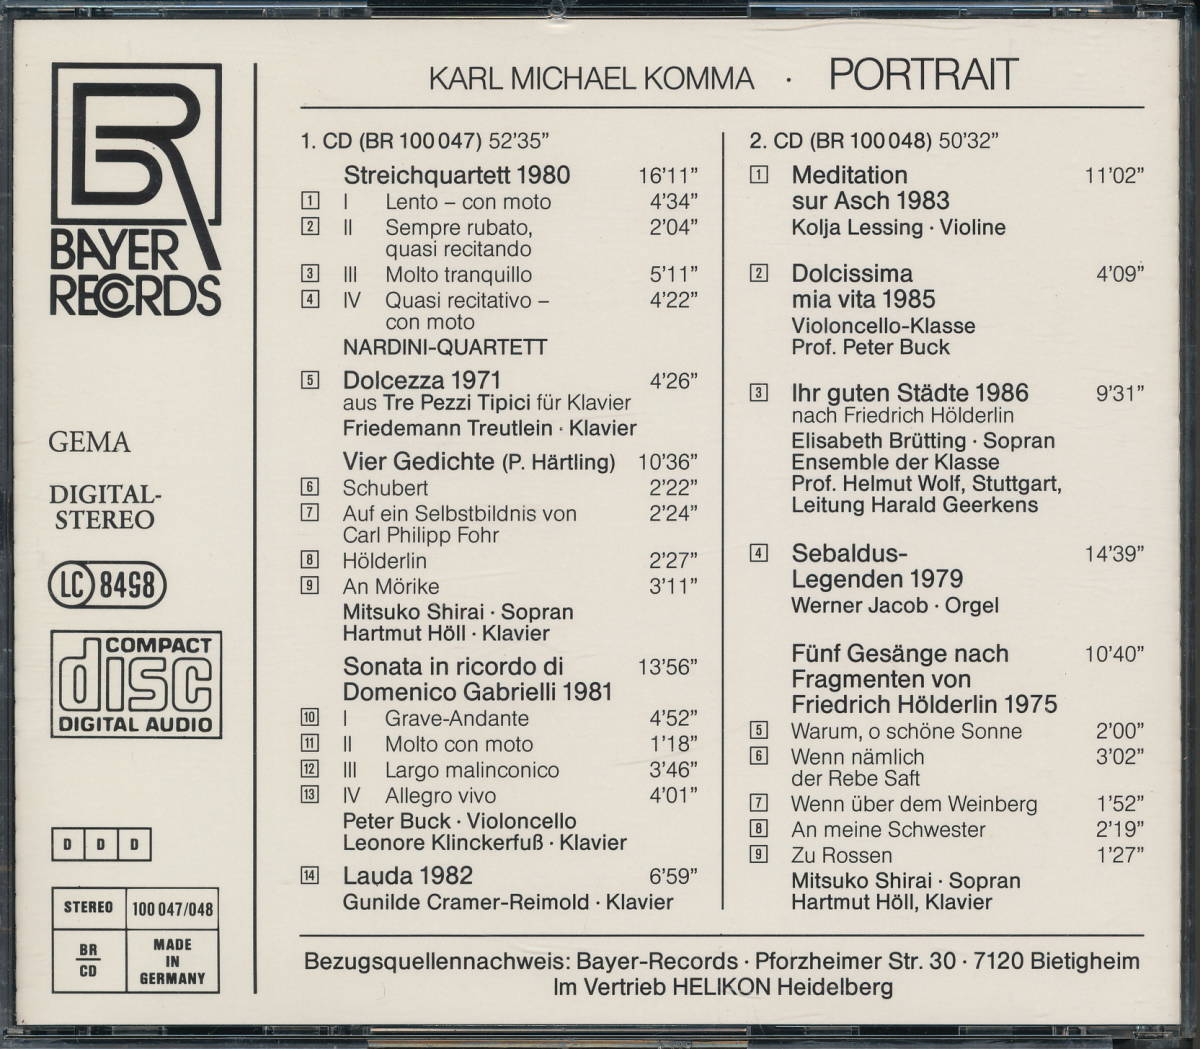 BR
BAYER
RECORDS
GEMA
DIGITAL-
STEREO
LC 8498
COMPACT
disc
DIGITAL AUDIO
D D D
STEREO 100 047/048
BR
CD
MADE
IN
GERMANY
KARL MICHAEL KOMMA · PORTRAIT
1. CD (BR 100 047) 52'35"
Streichquartett 1980 16'11"
1 I Lento – con moto 4'34"
2 II Sempre rubato, 2'04"
quasi recitando
3 III Molto tranquillo 5'11"
4 IV Quasi recitativo – 4'22"
con moto
NARDINI-QUARTETT
5 Dolcezza 1971 4'26"
aus Tre Pezzi Tipici für Klavier
Friedemann Treutlein · Klavier
Vier Gedichte (P. Härtling) 10'36"
6 Schubert 2'22"
7 Auf ein Selbstbildnis von 2'24"
Carl Philipp Fohr
8 Hölderlin 2'27"
9 An Mörike 3'11"
Mitsuko Shirai · Sopran
Hartmut Höll · Klavier
Sonata in ricordo di 13'56"
Domenico Gabrielli 1981
10 I Grave-Andante 4'52"
11 II Molto con moto 1'18"
12 III Largo malinconico 3'46"
13 IV Allegro vivo 4'01"
Peter Buck · Violoncello
Leonore Klinckerfuß · Klavier
14 Lauda 1982 6'59"
Gunilde Cramer-Reimold · Klavier
2. CD (BR 100 048) 50'32"
1 Meditation 11'02"
sur Asch 1983
Kolja Lessing · Violine
2 Dolcissima 4'09"
mia vita 1985
Violoncello-Klasse
Prof. Peter Buck
3 Ihr guten Städte 1986 9'31"
nach Friedrich Hölderlin
Elisabeth Brütting · Sopran
Ensemble der Klasse
Prof. Helmut Wolf, Stuttgart,
Leitung Harald Geerkens
4 Sebaldus- 14'39"
Legenden 1979
Werner Jacob · Orgel
Fünf Gesänge nach 10'40"
Fragmenten von
Friedrich Hölderlin 1975
5 Warum, o schöne Sonne 2'00"
6 Wenn nämlich 3'02"
der Rebe Saft
7 Wenn über dem Weinberg 1'52"
8 An meine Schwester 2'19"
9 Zu Rossen 1'27"
Mitsuko Shirai · Sopran
Hartmut Höll, Klavier
Bezugsquellennachweis: Bayer-Records · Pforzheimer Str. 30 · 7120 Bietigheim
Im Vertrieb HELIKON Heidelberg